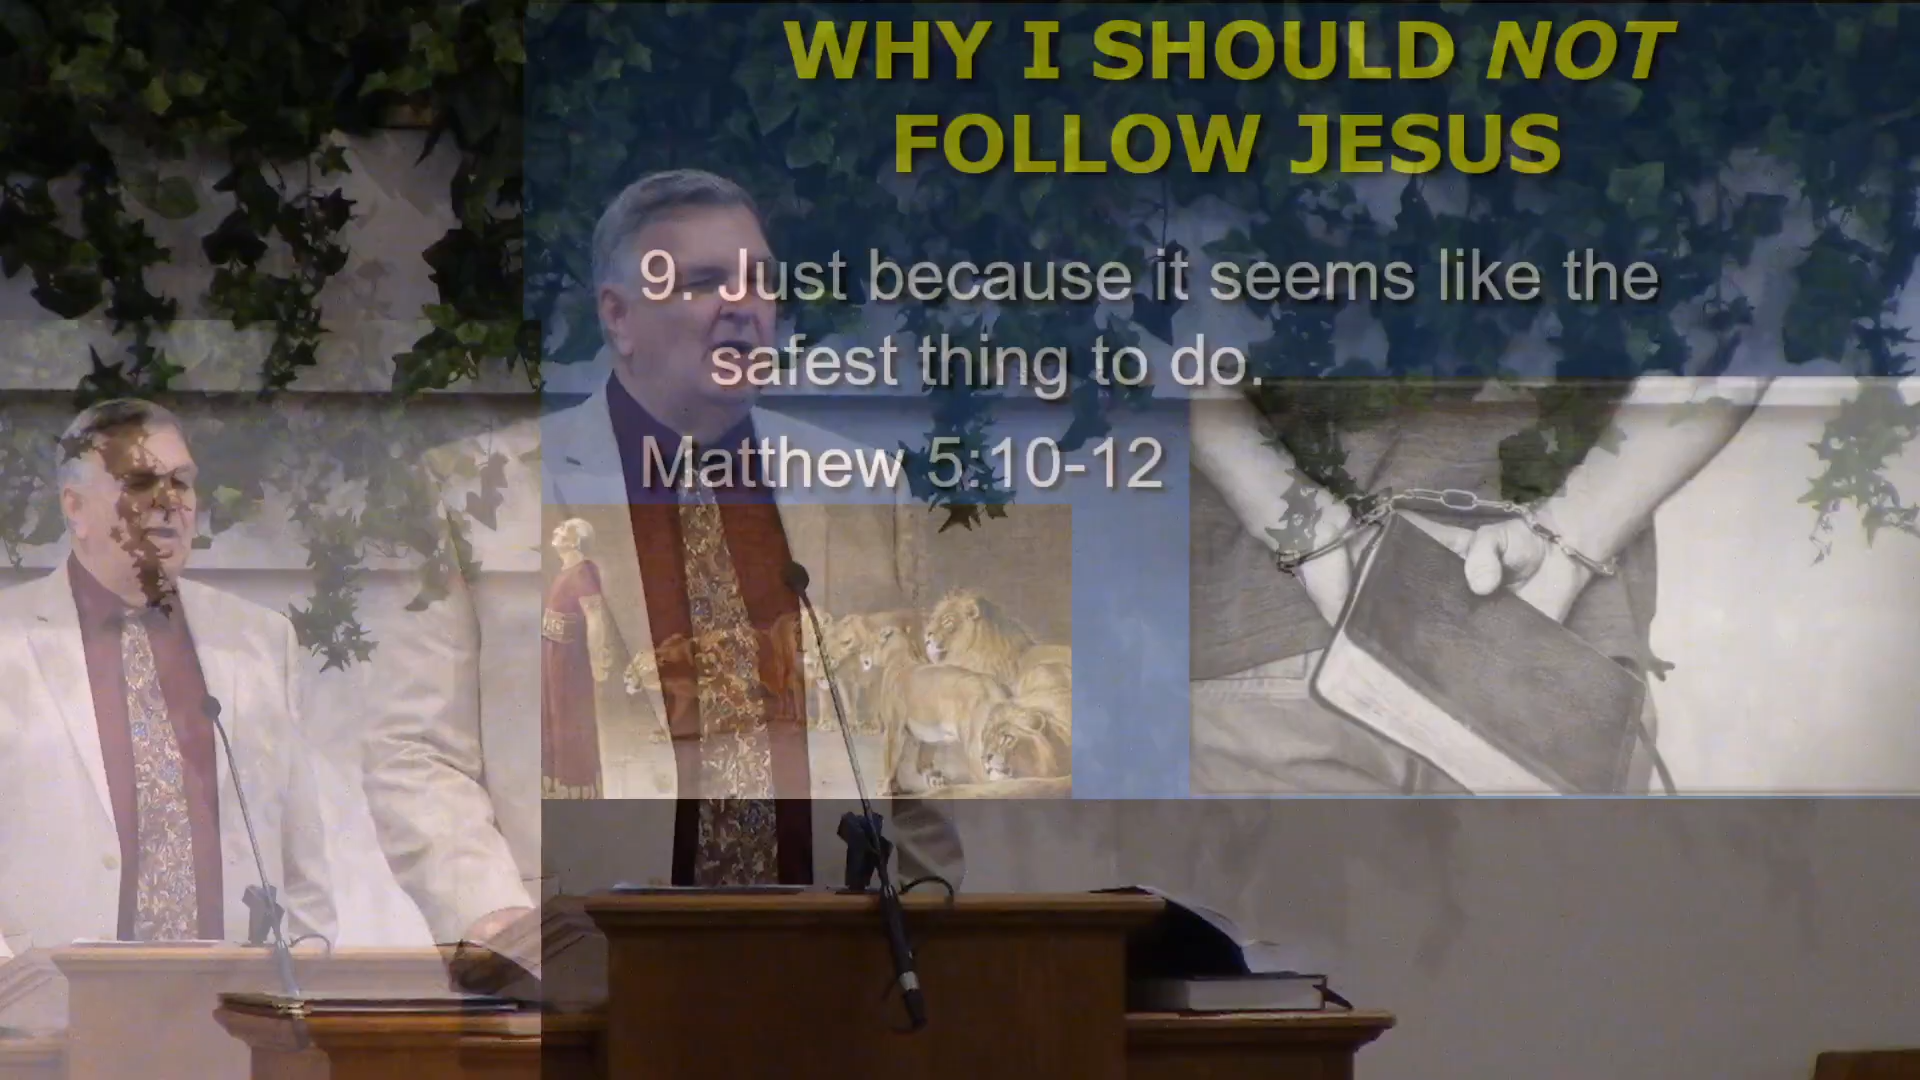 WHY I SHOULD NOT
FOLLOW JESUS
9. Just because it seems like the
safest thing to do.
Matthew 5:10-12